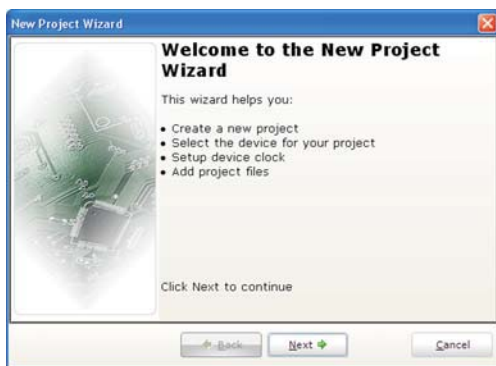 New Project Wizard
Welcome to the New Project
Wizard
This wizard helps you:
• Create a new project
• Select the device for your project
• Setup device clock
• Add project files
Click Next to continue
Back Next Cancel